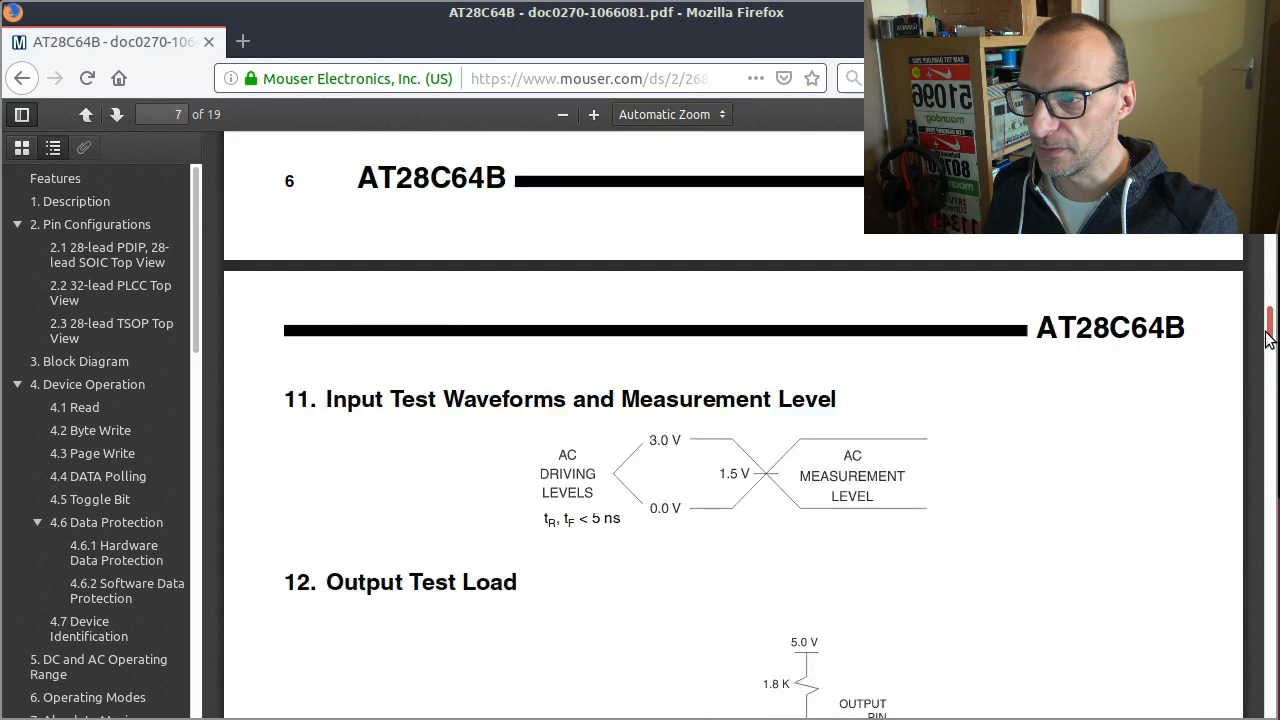 AT28C64B - doc0270-1066081.pdf - Mozilla Firefox
AT28C64B - doc0270-106
Mouser Electronics, Inc. (US) https://www.mouser.com/ds/2/268
7 of 19
Automatic Zoom
Features
1. Description
2. Pin Configurations
2.1 28-lead PDIP, 28-
lead SOIC Top View
2.2 32-lead PLCC Top
View
2.3 28-lead TSOP Top
View
3. Block Diagram
4. Device Operation
4.1 Read
4.2 Byte Write
4.3 Page Write
4.4 DATA Polling
4.5 Toggle Bit
4.6 Data Protection
4.6.1 Hardware
Data Protection
4.6.2 Software Data
Protection
4.7 Device
Identification
5. DC and AC Operating
Range
6. Operating Modes
6 AT28C64B
AT28C64B
11. Input Test Waveforms and Measurement Level
AC
DRIVING
LEVELS
tR, tF < 5 ns
3.0 V
1.5 V
0.0 V
AC
MEASUREMENT
LEVEL
12. Output Test Load
5.0 V
1.8 K
OUTPUT
PIN
51096